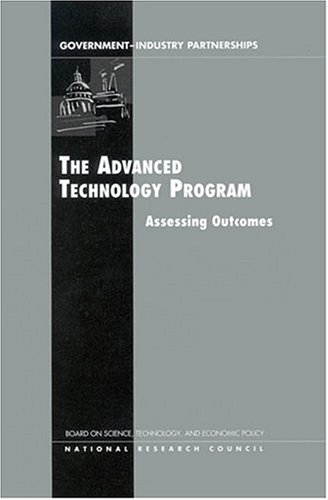 GOVERNMENT-INDUSTRY PARTNERSHIPS
THE ADVANCED
TECHNOLOGY PROGRAM
Assessing Outcomes
BOARD ON SCIENCE, TECHNOLOGY, AND ECONOMIC POLICY
NATIONAL RESEARCH COUNCIL